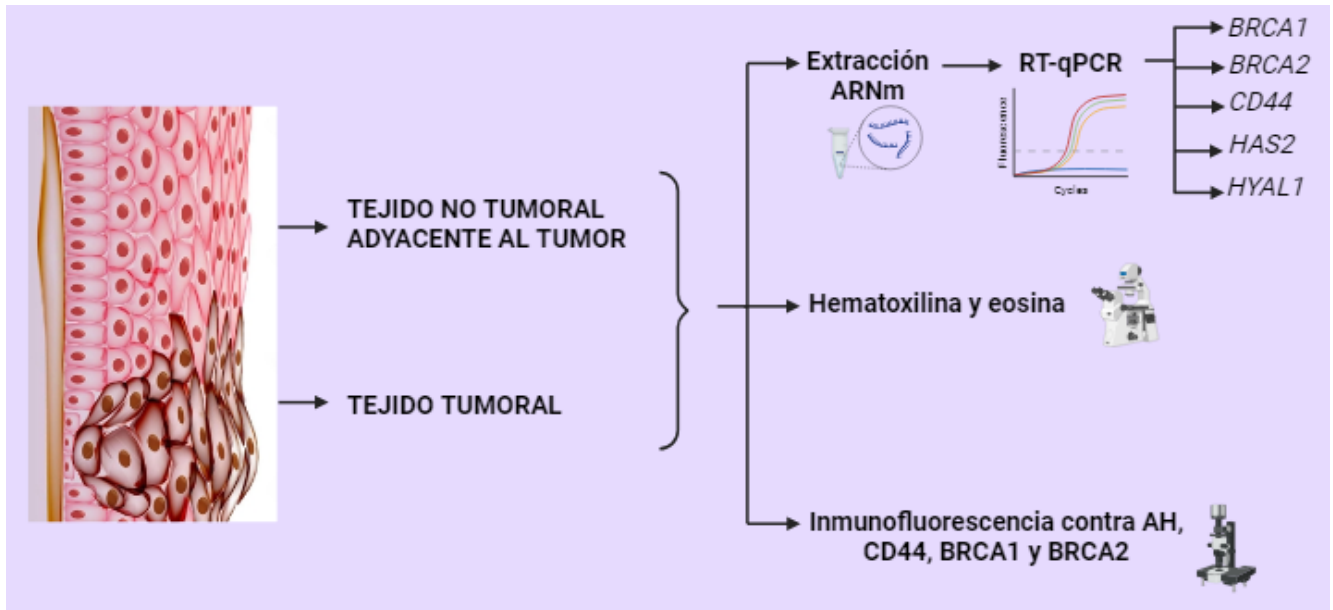 TEJIDO NO TUMORAL
ADYACENTE AL TUMOR
TEJIDO TUMORAL
Extracción
ARNm
RT-qPCR
Fluorescence
Cycles
BRCA1
BRCA2
CD44
HAS2
HYAL1
Hematoxilina y eosina
Inmunofluorescencia contra AH,
CD44, BRCA1 y BRCA2